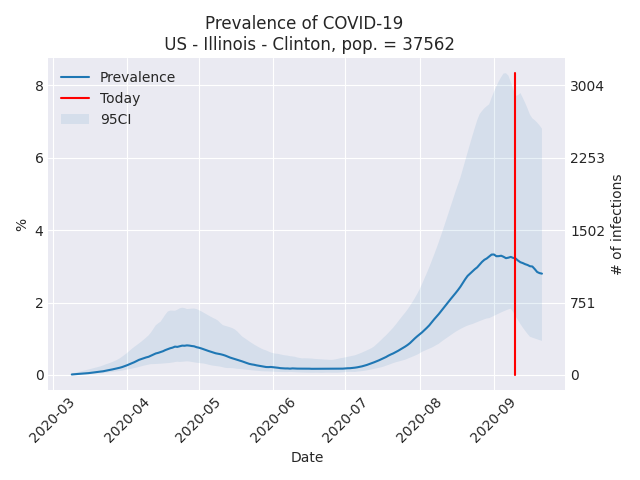 Prevalence of COVID-19
US - Illinois - Clinton, pop. = 37562
Prevalence
Today
95CI
8
6
4
2
0
%
3004
2253
1502
751
0
# of infections
2020-03
2020-04
2020-05
2020-06
2020-07
2020-08
2020-09
Date